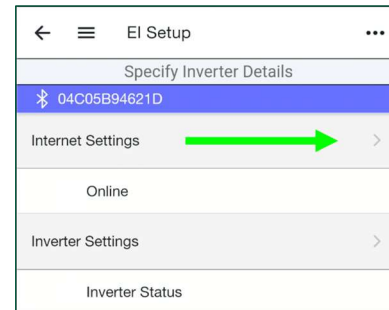 EI Setup
Specify Inverter Details
04C05B94621D
Internet Settings
Online
Inverter Settings
Inverter Status